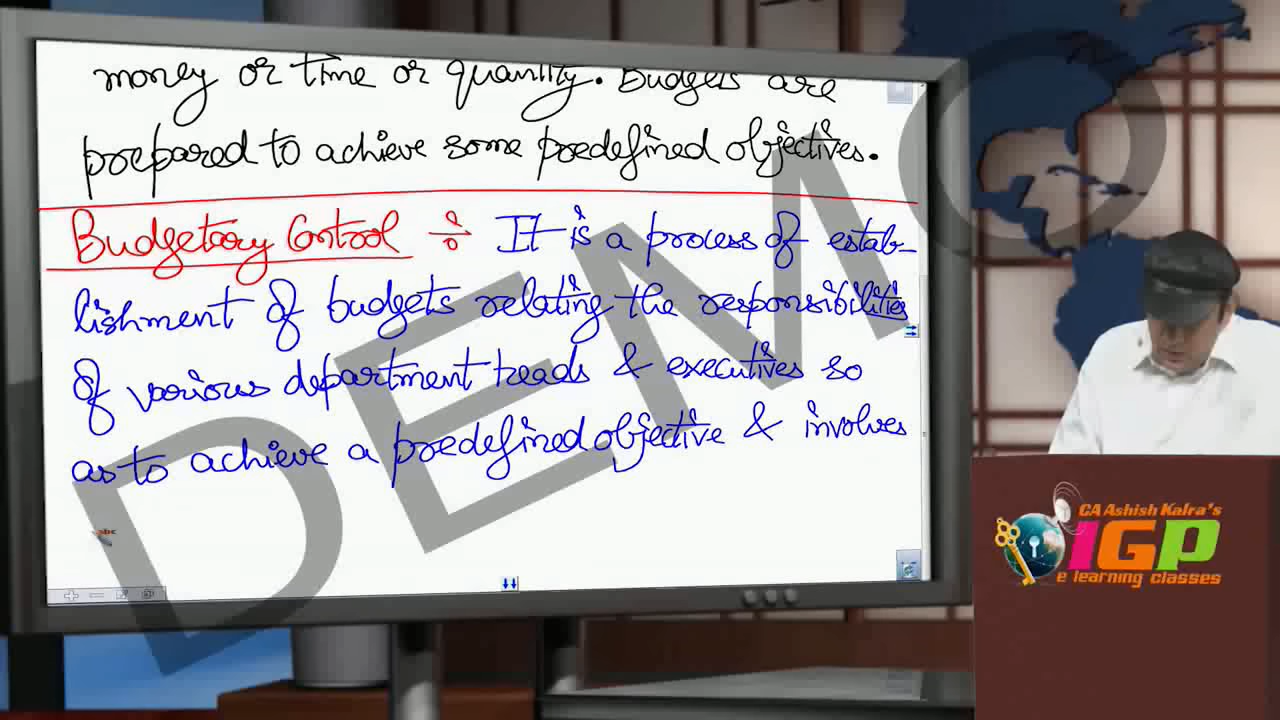 money or time or quantity. Budgets are
prepared to achieve some predefined objectives.
Budgetary Control ÷ It is a process of estab-
lishment of budgets relating the responsibilities
of various department heads & executives so
as to achieve a predefined objective & involves
DEMO
CA Ashish Kalra's
IGP
e learning classes